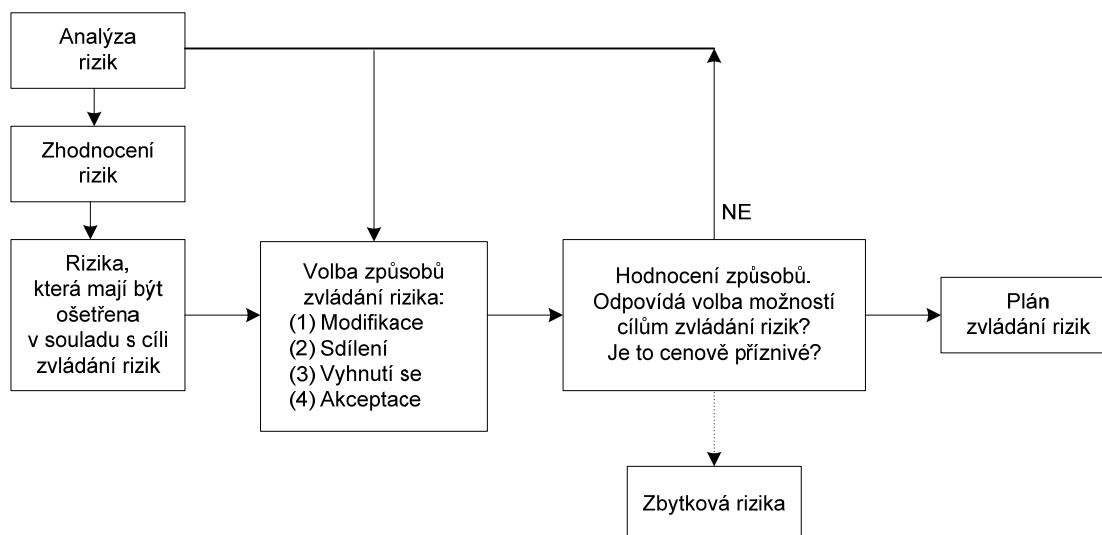 Analýza
rizik
Zhodnocení
rizik
Rizika,
která mají být
ošetřena
v souladu s cíli
zvládání rizik
Volba způsobů
zvládání rizika:
(1) Modifikace
(2) Sdílení
(3) Vyhnutí se
(4) Akceptace
NE
Hodnocení způsobů.
Odpovídá volba možností
cílům zvládání rizik?
Je to cenově příznivé?
Plán
zvládání rizik
Zbytková rizika